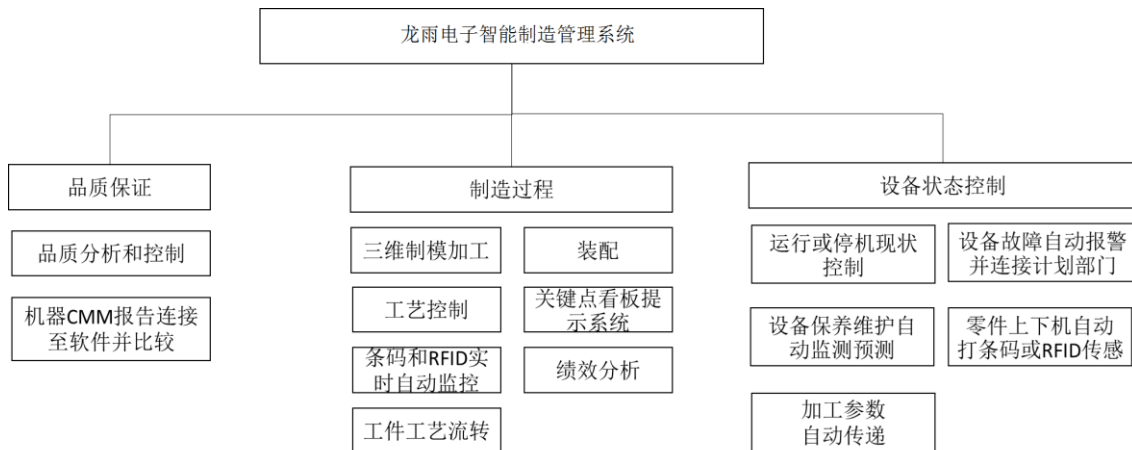 龙雨电子智能制造管理系统
品质保证
品质分析和控制
机器CMM报告连接
至软件并比较
制造过程
三维制模加工
工艺控制
条码和RFID实
时自动监控
工件工艺流转
装配
关键点看板提
示系统
绩效分析
设备状态控制
运行或停机现状
控制
设备保养维护自
动监测预测
加工参数
自动传递
设备故障自动报警
并连接计划部门
零件上下机自动
打条码或RFID传感